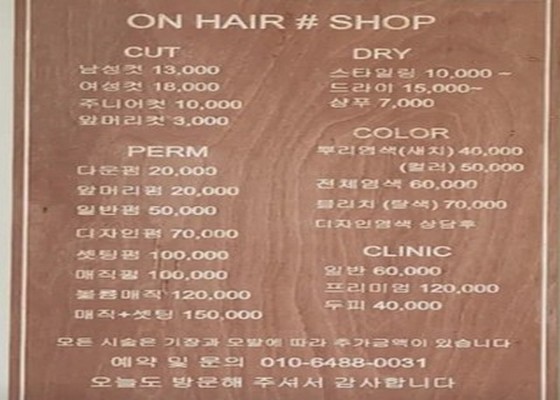 ON HAIR # SHOP
CUT
남성컷 13,000
여성컷 18,000
주니어컷 10,000
앞머리컷 3,000
PERM
다운펌 20,000
앞머리펌 20,000
일반펌 50,000
디자인펌 70,000
셋팅펌 100,000
매직펌 100,000
볼륨매직 120,000
매직+셋팅 150,000
DRY
스타일링 10,000 ~
드라이 15,000~
샴푸 7,000
COLOR
뿌리염색(새치) 40,000
(컬러) 50,000
전체염색 60,000
블리치 (탈색) 70,000
디자인염색 상담후
CLINIC
일반 60,000
프리미엄 120,000
두피 40,000
모든 시술은 기장과 모발에 따라 추가금액이 있습니다
예약 및 문의 010-6488-0031
오늘도 방문해 주셔서 감사합니다